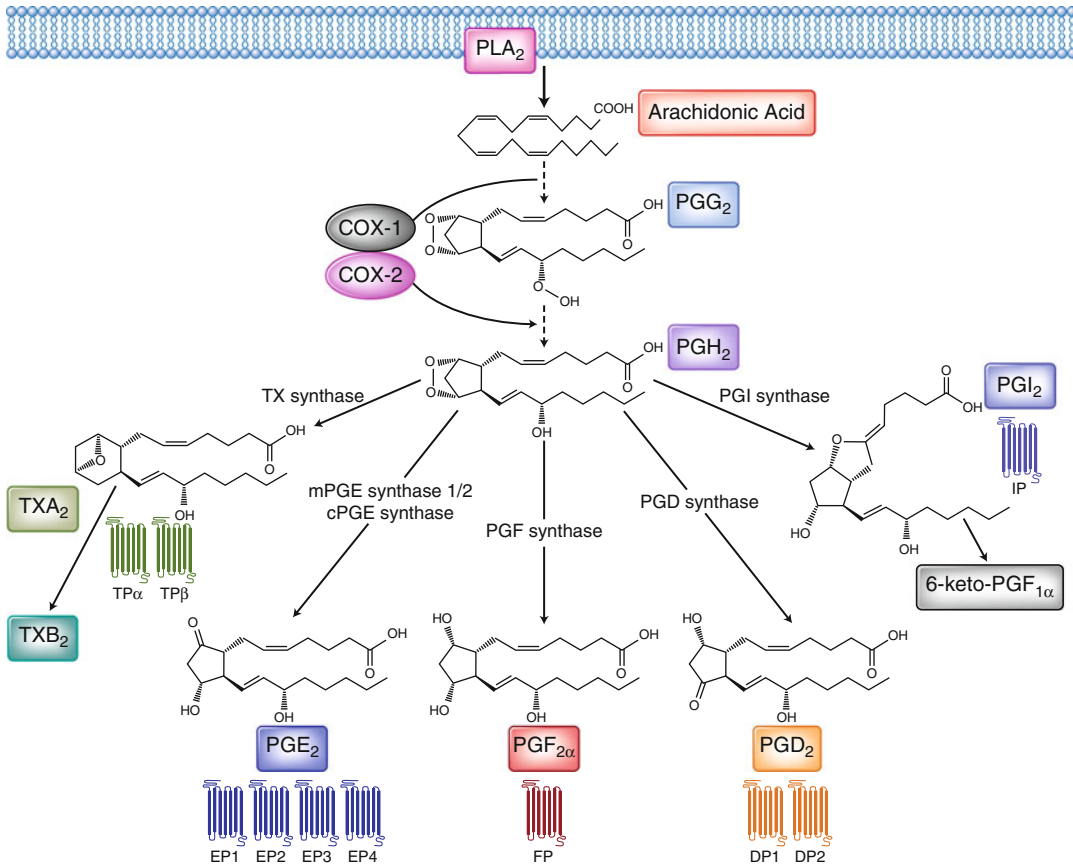 PLA₂
COOH
Arachidonic Acid
COX-1
COX-2
O
O
OH
O
PGG₂
O
OH
O
O
OH
O
PGH₂
OH
TX synthase
PGI synthase
O
OH
O
PGI₂
IP
HO
OH
6-keto-PGF₁α
O
OH
O
OH
TXA₂
TPα TPβ
TXB₂
mPGE synthase 1/2
cPGE synthase
PGF synthase
PGD synthase
O
OH
O
HO
OH
PGE₂
EP1 EP2 EP3 EP4
HO
OH
O
HO
OH
PGF₂α
FP
HO
OH
O
O
OH
PGD₂
DP1 DP2